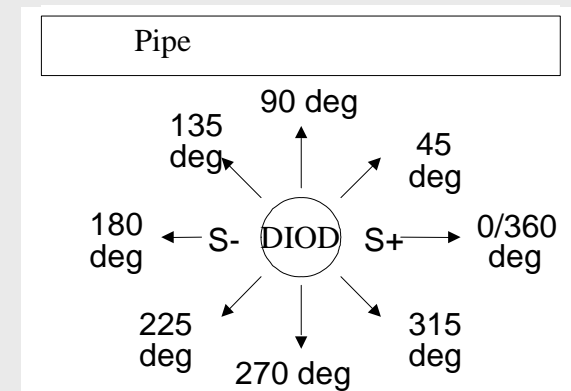 Pipe
90 deg
135
deg
45
deg
180
deg
S-
DIOD
S+
0/360
deg
225
deg
315
deg
270 deg